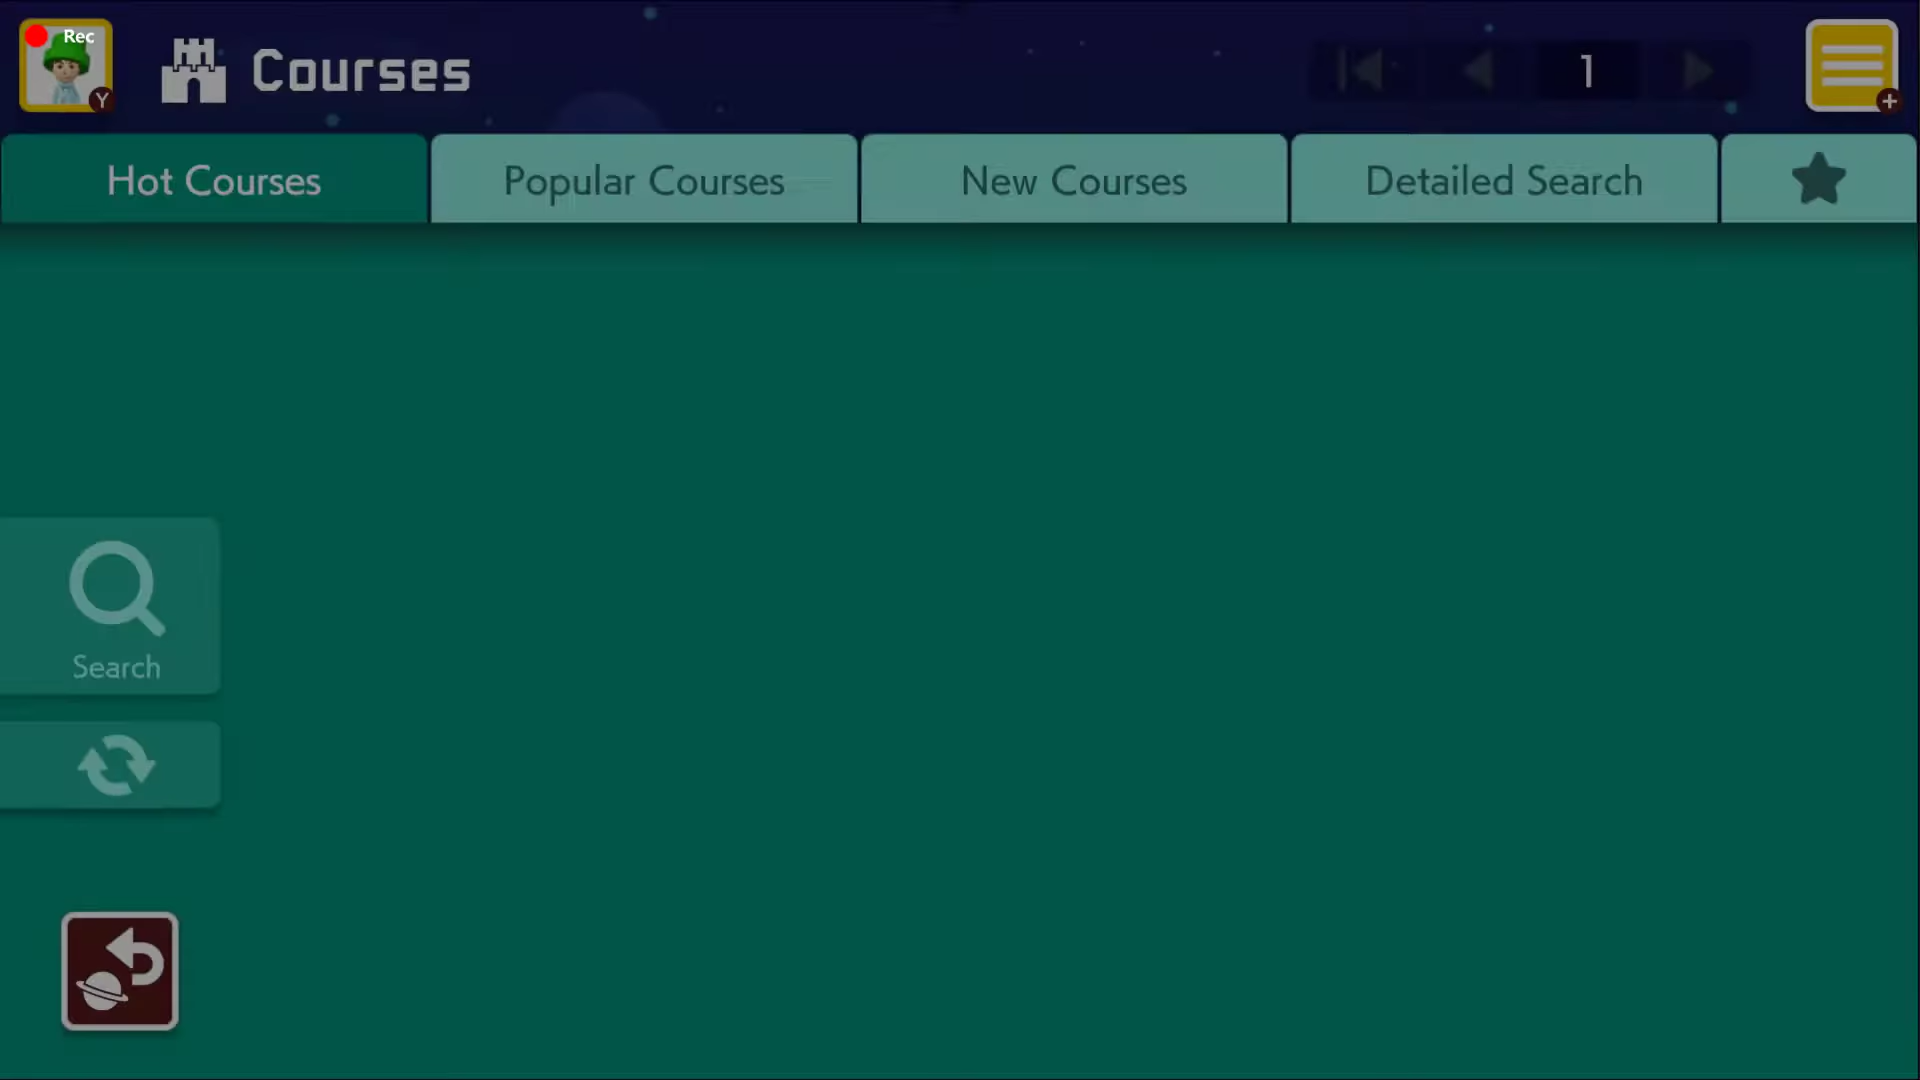 Rec
Y
Courses
1
+
Hot Courses
Popular Courses
New Courses
Detailed Search
Search